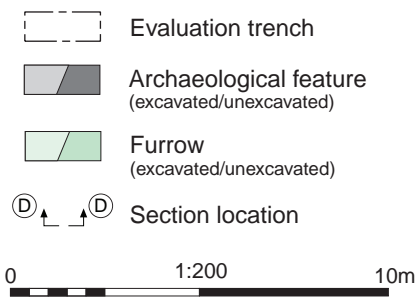 Evaluation trench
Archaeological feature
(excavated/unexcavated)
Furrow
(excavated/unexcavated)
D D Section location
0 1:200 10m